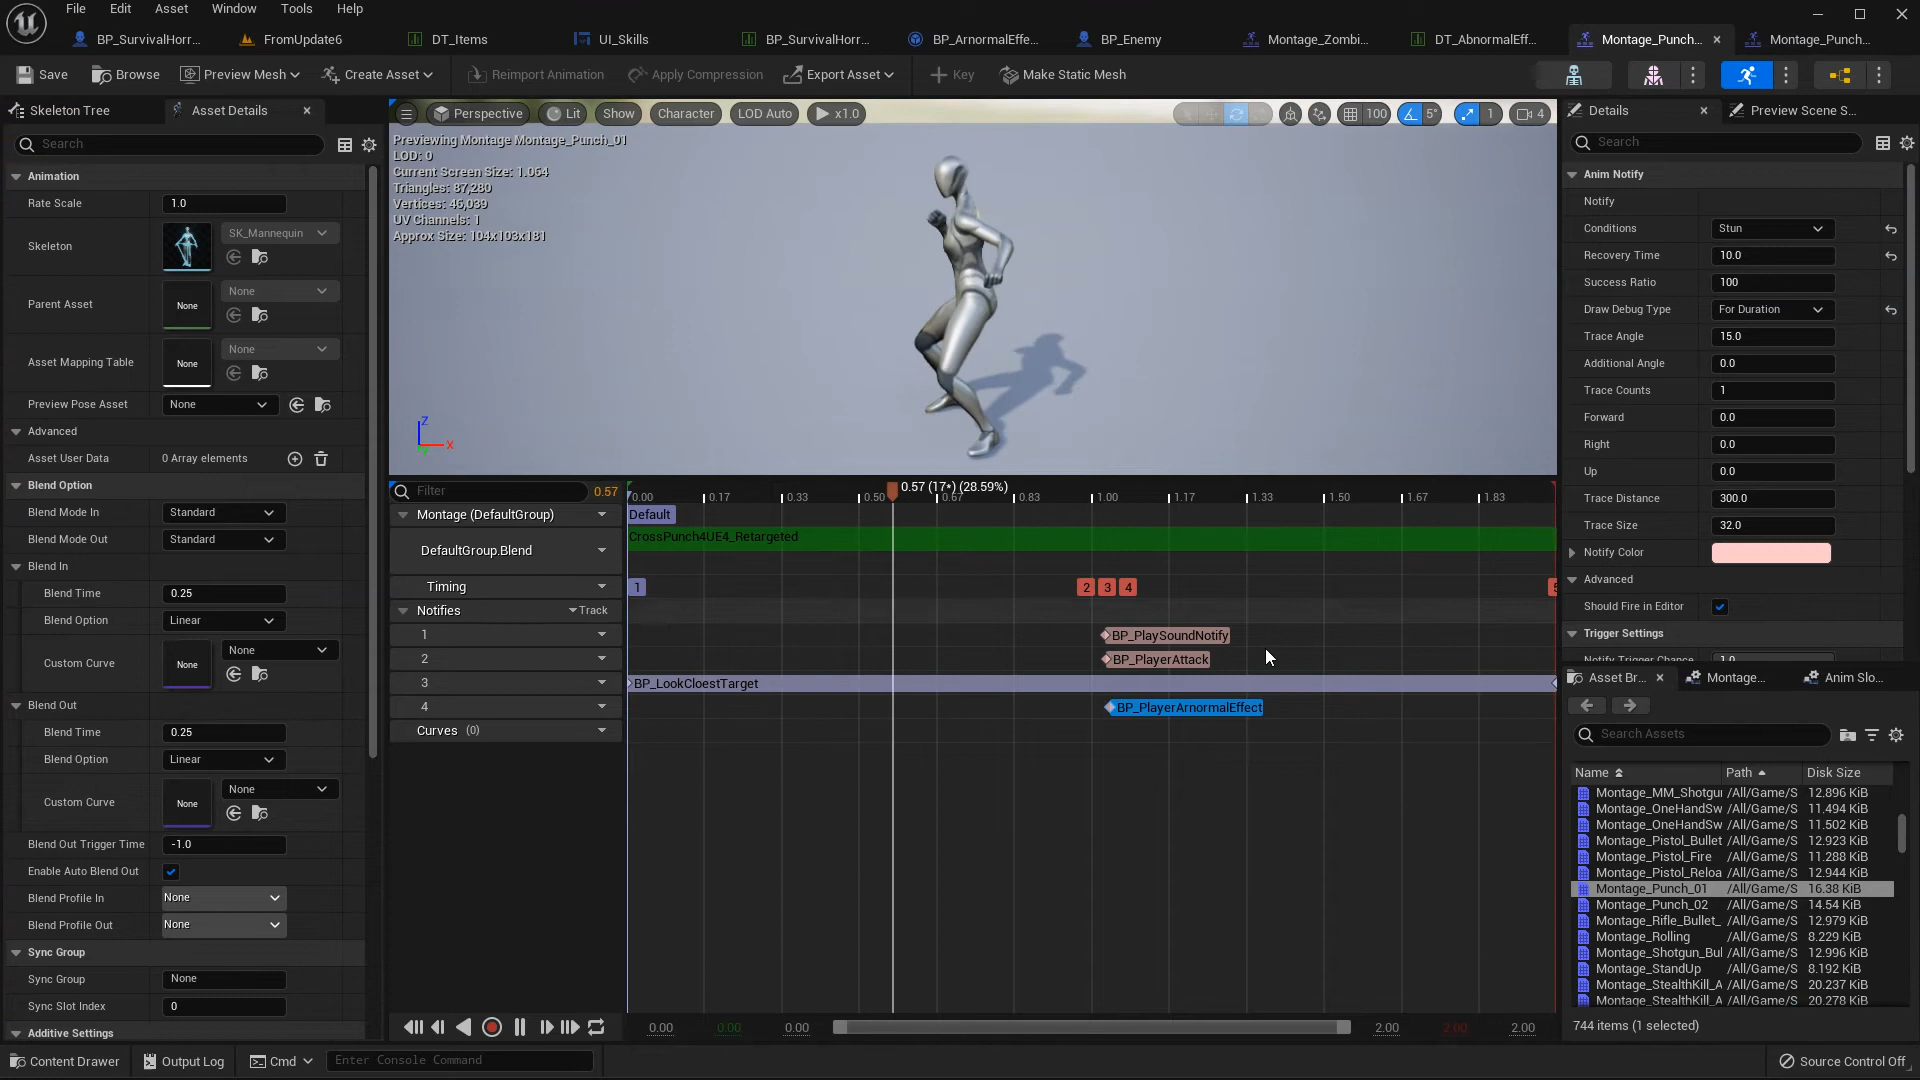 File Edit Asset Window Tools Help
BP_SurvivalHorr... FromUpdate6 DT_Items UI_Skills BP_SurvivalHorr... BP_ArnormalEffe... BP_Enemy Montage_Zombi... DT_AbnormalEff... Montage_Punch... Montage_Punch...
Save Browse Preview Mesh Create Asset Reimport Animation Apply Compression Export Asset Key Make Static Mesh
Skeleton Tree Asset Details
Search
Animation
Rate Scale 1.0
Skeleton SK_Mannequin
Parent Asset None None
Asset Mapping Table None None
Preview Pose Asset None
Advanced
Asset User Data 0 Array elements
Blend Option
Blend Mode In Standard
Blend Mode Out Standard
Blend In
Blend Time 0.25
Blend Option Linear
Custom Curve None None
Blend Out
Blend Time 0.25
Blend Option Linear
Custom Curve None None
Blend Out Trigger Time -1.0
Enable Auto Blend Out
Blend Profile In None
Blend Profile Out None
Sync Group
Sync Group None
Sync Slot Index 0
Additive Settings
Perspective Lit Show Character LOD Auto x1.0 100 5° 1 4
Previewing Montage Montage_Punch_01
LOD: 0
Current Screen Size: 1.064
Triangles: 87,280
Vertices: 46,039
UV Channels: 1
Approx Size: 104x103x181
Z
X
Y
Filter 0.57
0.57 (17*) (28.59%)
0.00 0.17 0.33 0.50 0.67 0.83 1.00 1.17 1.33 1.50 1.67 1.83
Montage (DefaultGroup) Default
CrossPunch4UE4_Retargeted
DefaultGroup.Blend
Timing 1 2 3 4 5
Notifies Track
1 BP_PlaySoundNotify
2 BP_PlayerAttack
3 BP_LookCloestTarget
4 BP_PlayerArnormalEffect
Curves (0)
0.00 0.00 0.00 2.00 2.00 2.00
Details Preview Scene S...
Search
Anim Notify
Notify
Conditions Stun
Recovery Time 10.0
Success Ratio 100
Draw Debug Type For Duration
Trace Angle 15.0
Additional Angle 0.0
Trace Counts 1
Forward 0.0
Right 0.0
Up 0.0
Trace Distance 300.0
Trace Size 32.0
Notify Color
Advanced
Should Fire in Editor
Trigger Settings
Notify Trigger Chance 1.0
Asset Br... Montage... Anim Slo...
Search Assets
Name Path Disk Size
Montage_MM_Shotgu /All/Game/S 12.896 KiB
Montage_OneHandSw /All/Game/S 11.494 KiB
Montage_OneHandSw /All/Game/S 11.502 KiB
Montage_Pistol_Bullet /All/Game/S 12.923 KiB
Montage_Pistol_Fire /All/Game/S 11.288 KiB
Montage_Pistol_Reloa /All/Game/S 12.944 KiB
Montage_Punch_01 /All/Game/S 16.38 KiB
Montage_Punch_02 /All/Game/S 14.54 KiB
Montage_Rifle_Bullet_ /All/Game/S 12.979 KiB
Montage_Rolling /All/Game/S 8.229 KiB
Montage_Shotgun_Bul /All/Game/S 12.996 KiB
Montage_StandUp /All/Game/S 8.192 KiB
Montage_StealthKill_A /All/Game/S 20.237 KiB
Montage_StealthKill_A /All/Game/S 20.278 KiB
744 items (1 selected)
Content Drawer Output Log Cmd Enter Console Command Source Control Off